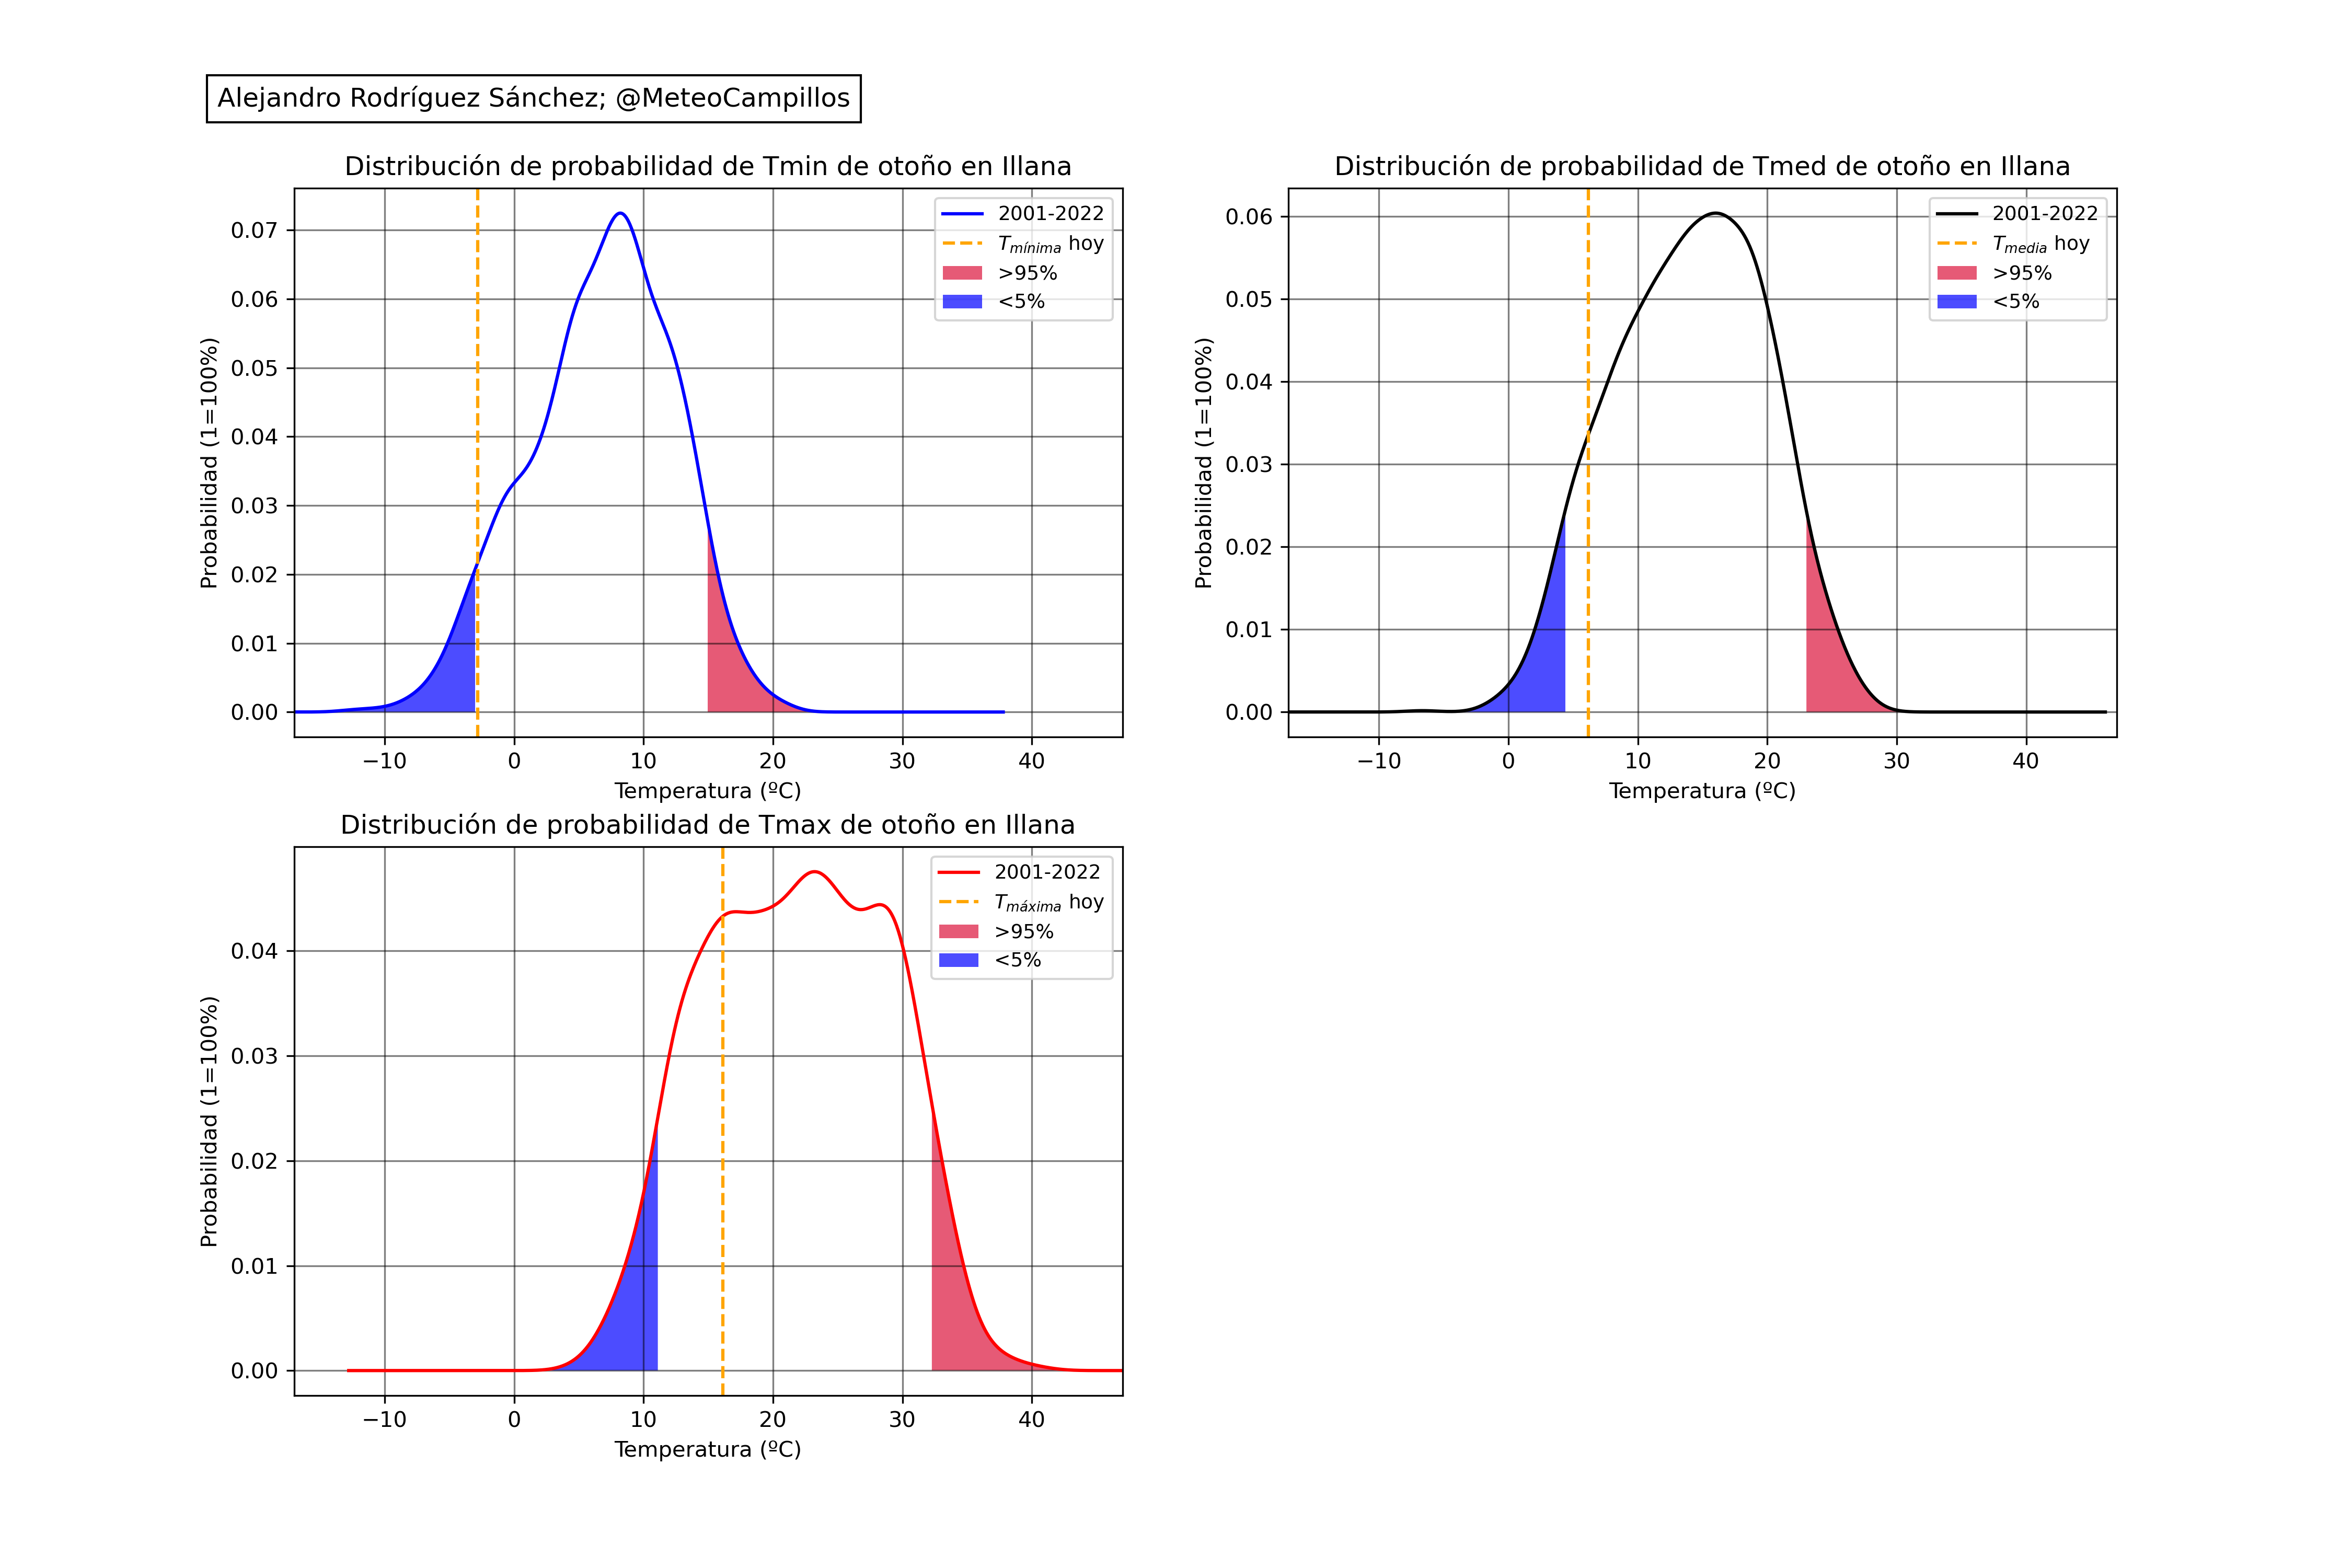 Alejandro Rodríguez Sánchez; @MeteoCampillos
Distribución de probabilidad de Tmin de otoño en Illana
Probabilidad (1=100%)
0.07
0.06
0.05
0.04
0.03
0.02
0.01
0.00
−10 0 10 20 30 40
Temperatura (ºC)
2001-2022
Tmínima hoy
>95%
<5%
Distribución de probabilidad de Tmed de otoño en Illana
Probabilidad (1=100%)
0.06
0.05
0.04
0.03
0.02
0.01
0.00
−10 0 10 20 30 40
Temperatura (ºC)
2001-2022
Tmedia hoy
>95%
<5%
Distribución de probabilidad de Tmax de otoño en Illana
Probabilidad (1=100%)
0.04
0.03
0.02
0.01
0.00
−10 0 10 20 30 40
Temperatura (ºC)
2001-2022
Tmáxima hoy
>95%
<5%